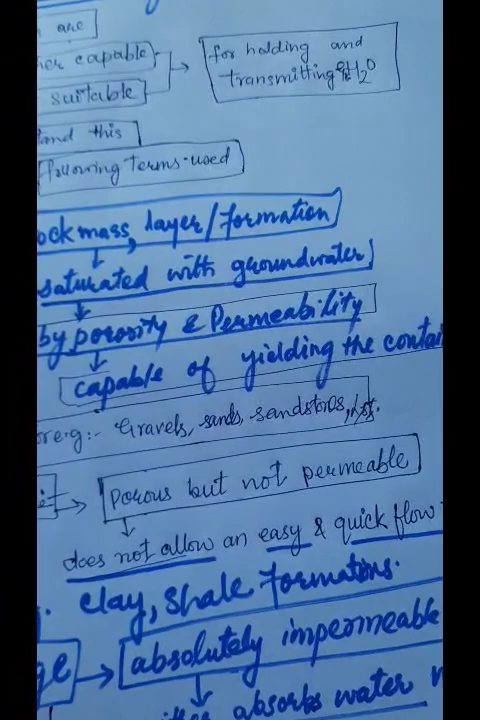 are
capable
suitable
for holding and
transmitting H2O
this
following terms used
rock mass, layer/formation
saturated with groundwater
by porosity & Permeability
capable of yielding the
e.g:- Gravels, sands, sandstones,
Porous but not permeable
does not allow an easy & quick flow
clay, shale formations.
absolutely impermeable
absorbs water